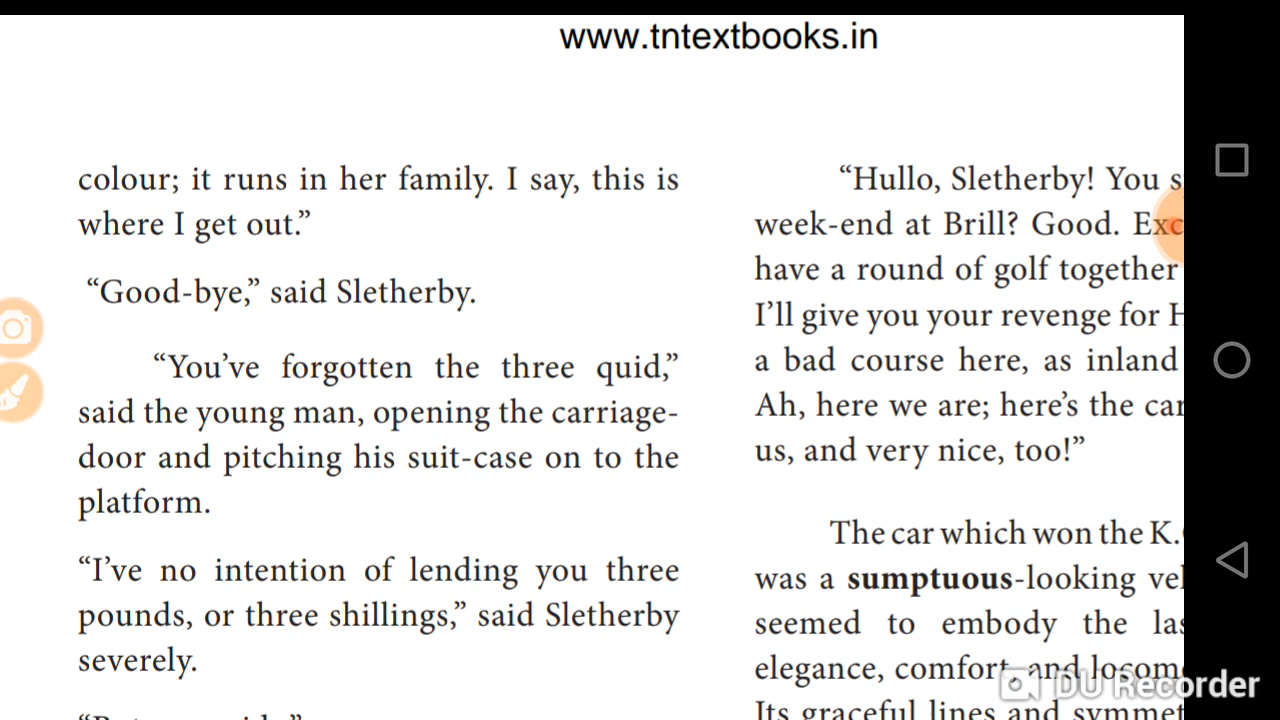 www.tntextbooks.in
colour; it runs in her family. I say, this is
where I get out.”
“Good-bye,” said Sletherby.
“You’ve forgotten the three quid,”
said the young man, opening the carriage-
door and pitching his suit-case on to the
platform.
“I’ve no intention of lending you three
pounds, or three shillings,” said Sletherby
severely.
“Hullo, Sletherby! You
week-end at Brill? Good.
have a round of golf together
I’ll give you your revenge for
a bad course here, as inland
Ah, here we are; here’s the
us, and very nice, too!”
The car which won the
was a sumptuous-looking
seemed to embody the
elegance, comfort, and
Its graceful lines and
DU Recorder